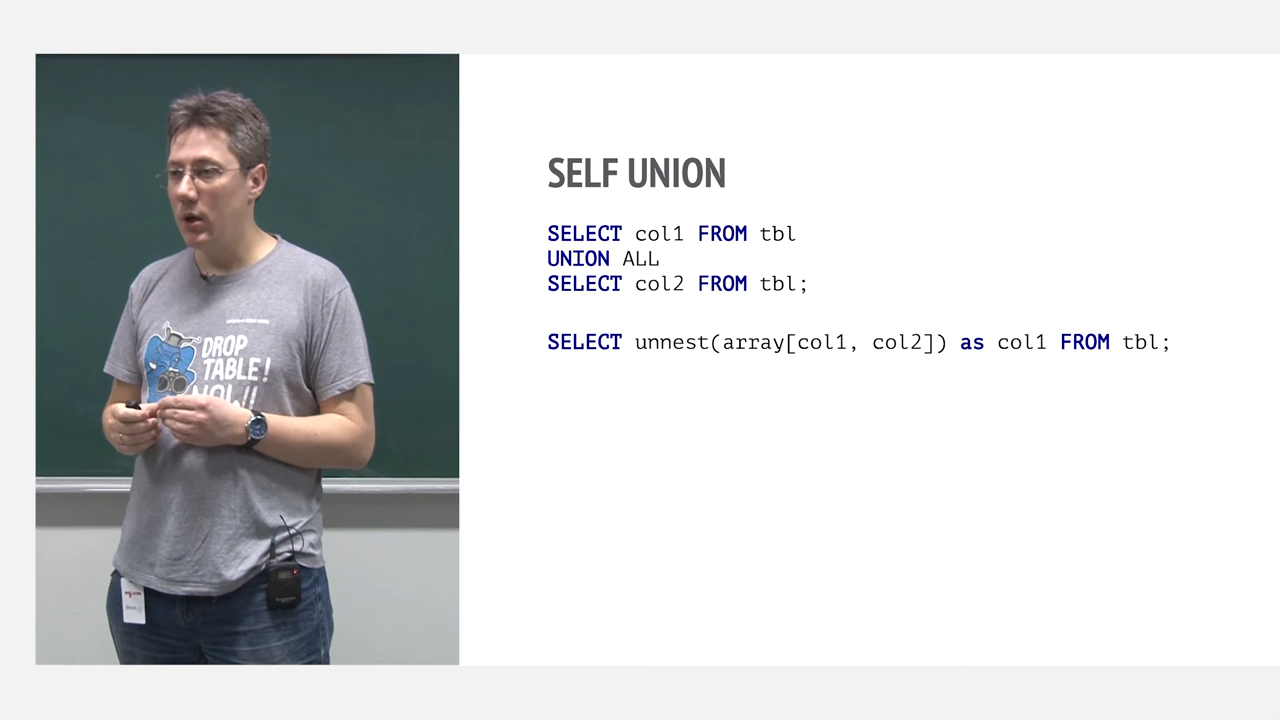 SELF UNION
SELECT col1 FROM tbl
UNION ALL
SELECT col2 FROM tbl;
SELECT unnest(array[col1, col2]) as col1 FROM tbl;
DROP
TABLE!
NOW!!